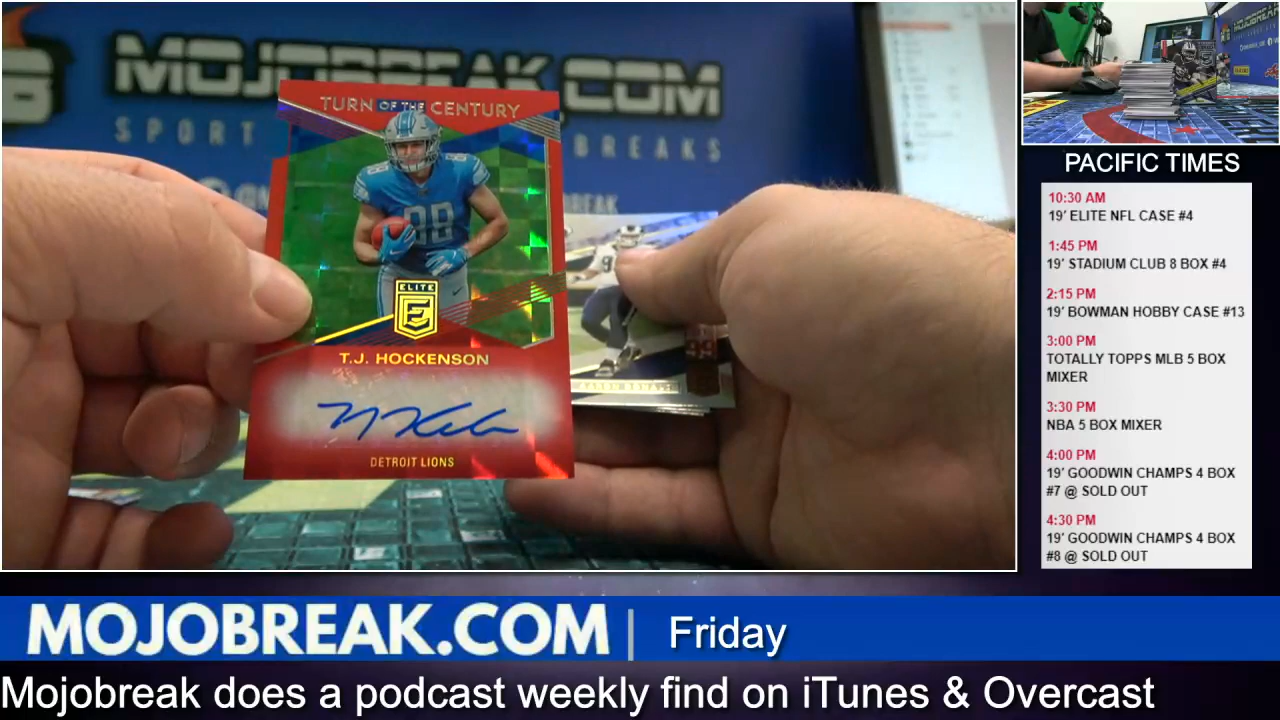 MOJOBREAK.COM
SPORT
BREAKS
BREAK
TURN OF THE CENTURY
88
ELITE
E
T.J. HOCKENSON
DETROIT LIONS
PACIFIC TIMES
10:30 AM
19' ELITE NFL CASE #4
1:45 PM
19' STADIUM CLUB 8 BOX #4
2:15 PM
19' BOWMAN HOBBY CASE #13
3:00 PM
TOTALLY TOPPS MLB 5 BOX
MIXER
3:30 PM
NBA 5 BOX MIXER
4:00 PM
19' GOODWIN CHAMPS 4 BOX
#7 @ SOLD OUT
4:30 PM
19' GOODWIN CHAMPS 4 BOX
#8 @ SOLD OUT
MOJOBREAK.COM | Friday
Mojobreak does a podcast weekly find on iTunes & Overcast